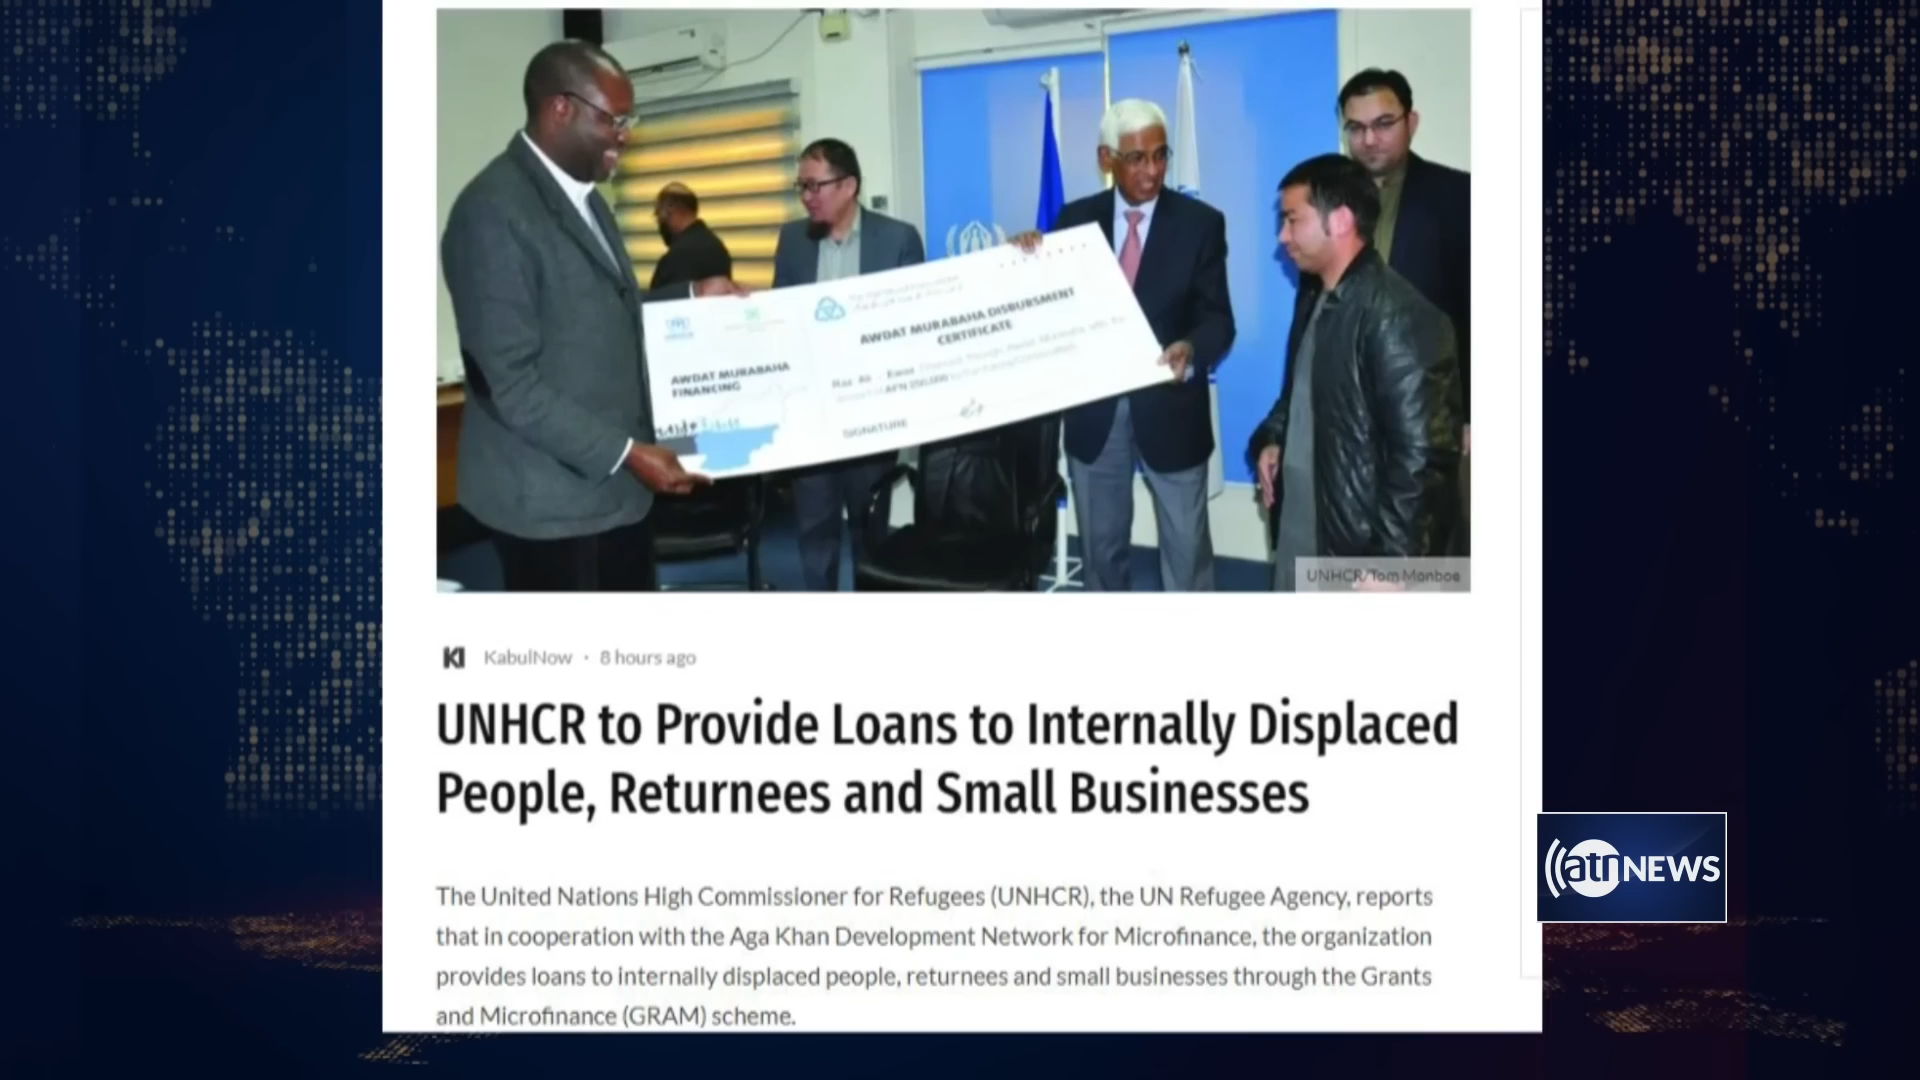 AWDAT MURABAHA DISBURSMENT
CERTIFICATE
AWDAT MURABAHA
FINANCING
AFN
SIGNATURE
UNHCR/Tom Monboe
KabulNow · 8 hours ago
UNHCR to Provide Loans to Internally Displaced
People, Returnees and Small Businesses
atn NEWS
The United Nations High Commissioner for Refugees (UNHCR), the UN Refugee Agency, reports
that in cooperation with the Aga Khan Development Network for Microfinance, the organization
provides loans to internally displaced people, returnees and small businesses through the Grants
and Microfinance (GRAM) scheme.